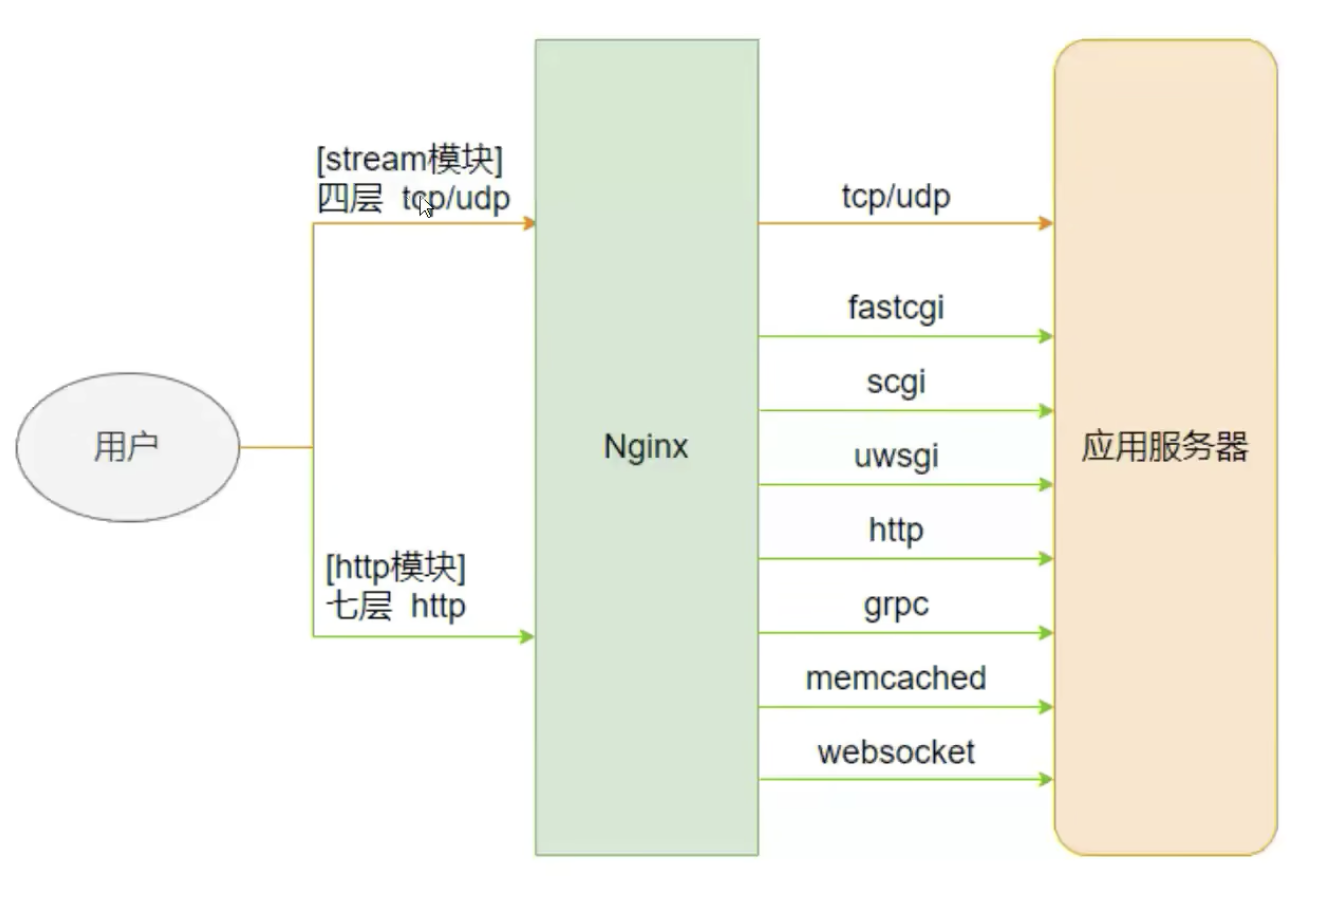 [stream模块]
四层 tcp/udp
用户
[http模块]
七层 http
Nginx
tcp/udp
fastcgi
scgi
uwsgi
http
grpc
memcached
websocket
应用服务器